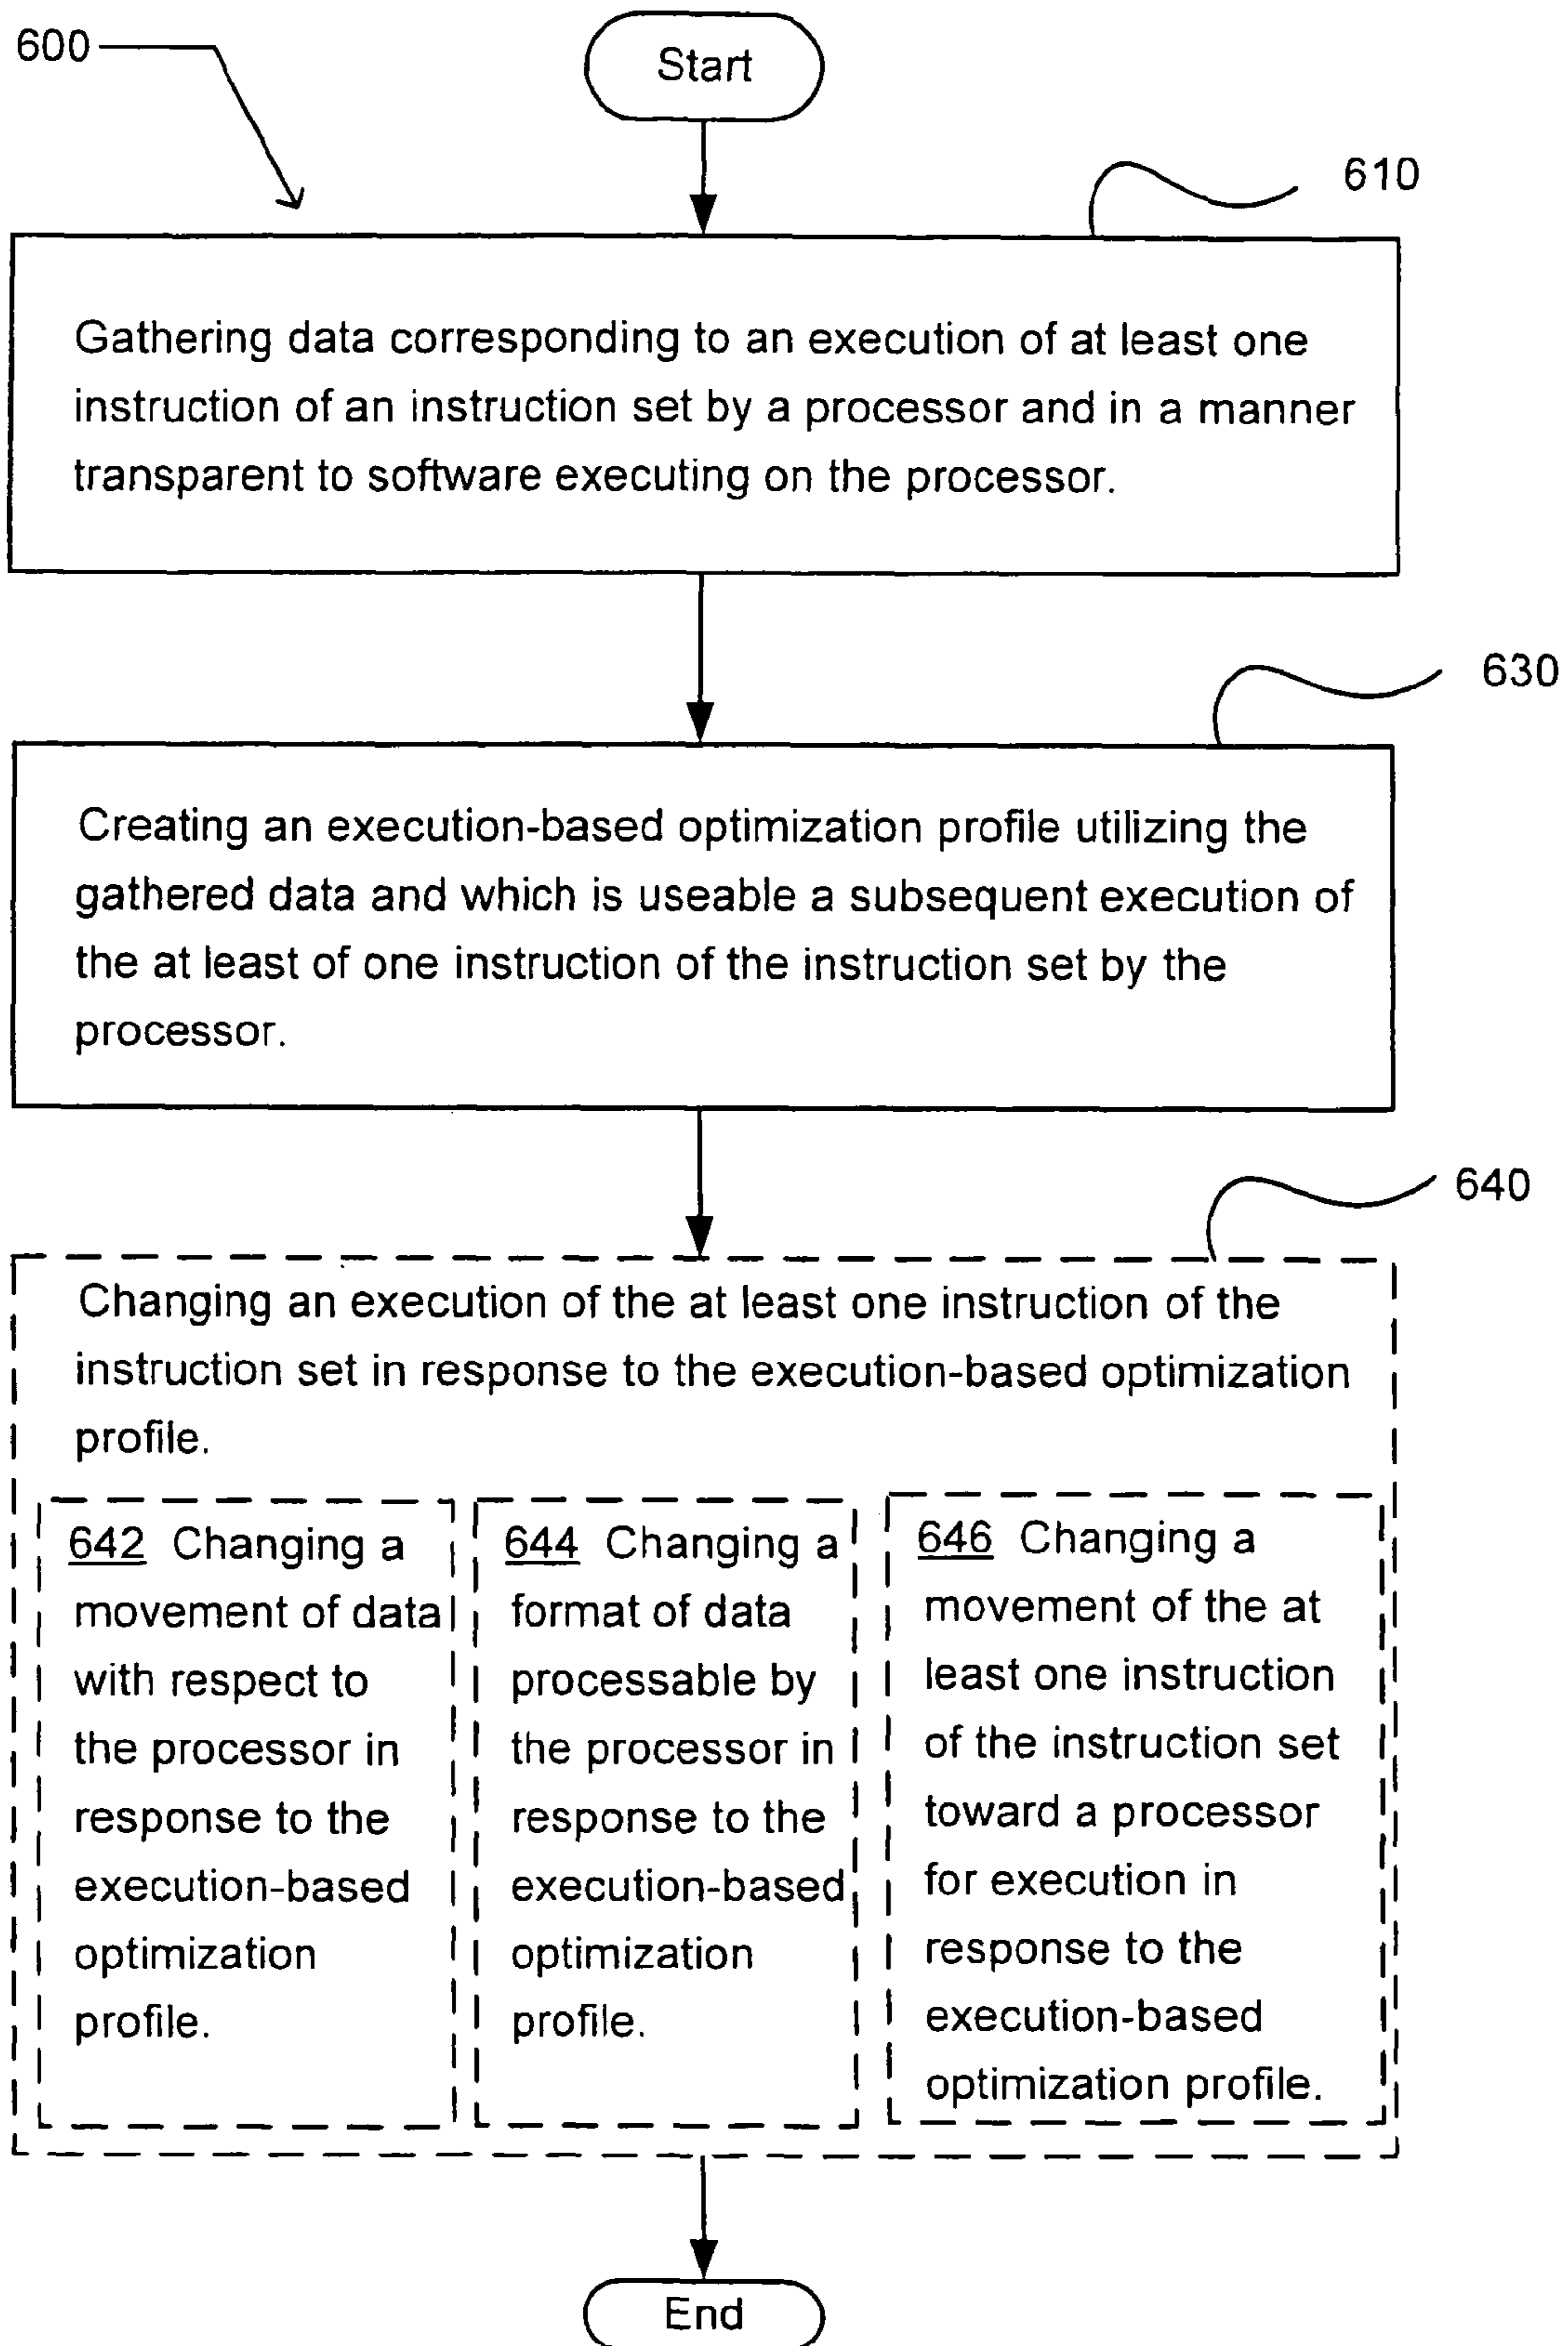 600
Start
610
Gathering data corresponding to an execution of at least one
instruction of an instruction set by a processor and in a manner
transparent to software executing on the processor.
630
Creating an execution-based optimization profile utilizing the
gathered data and which is useable a subsequent execution of
the at least of one instruction of the instruction set by the
processor.
640
Changing an execution of the at least one instruction of the
instruction set in response to the execution-based optimization
profile.
642 Changing a
movement of data
with respect to
the processor in
response to the
execution-based
optimization
profile.
644 Changing a
format of data
processable by
the processor in
response to the
execution-based
optimization
profile.
646 Changing a
movement of the at
least one instruction
of the instruction set
toward a processor
for execution in
response to the
execution-based
optimization profile.
End